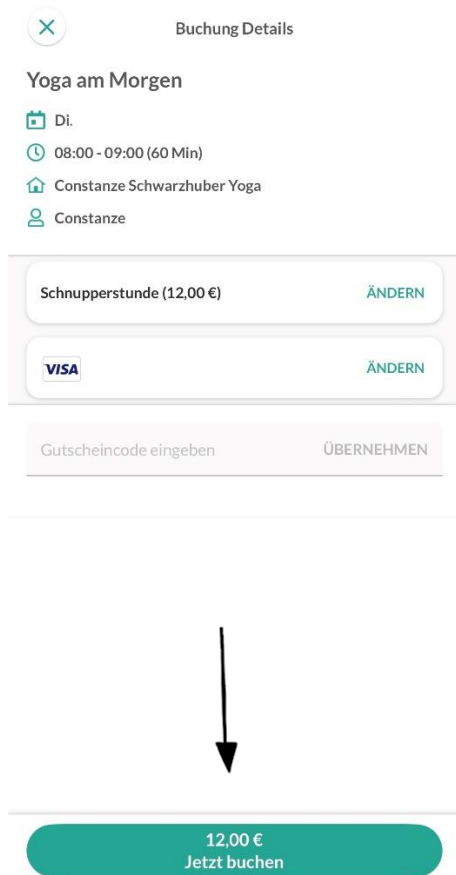 Buchung Details
Yoga am Morgen
Di.
08:00 - 09:00 (60 Min)
Constanze Schwarzhuber Yoga
Constanze
Schnupperstunde (12,00 €) ÄNDERN
VISA ÄNDERN
Gutscheincode eingeben ÜBERNEHMEN
12,00 €
Jetzt buchen